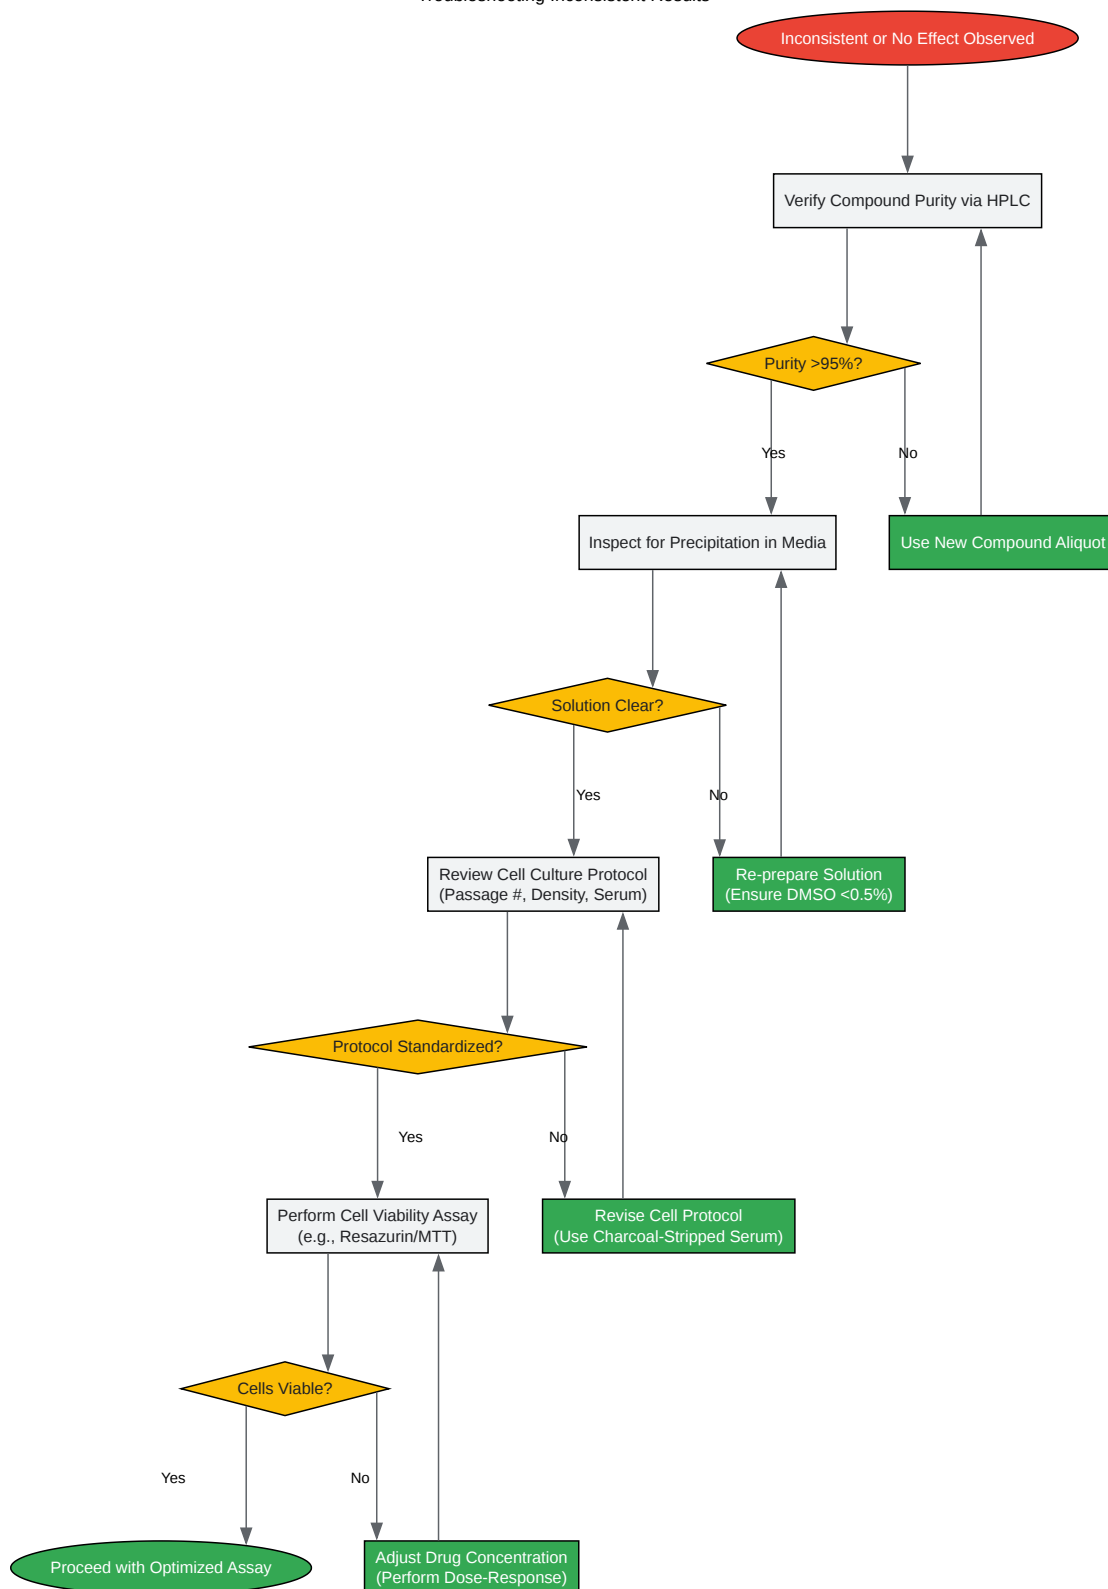 Troubleshooting Inconsistent Results
Inconsistent or No Effect Observed
Verify Compound Purity via HPLC
Purity >95%?
Yes
No
Inspect for Precipitation in Media
Use New Compound Aliquot
Solution Clear?
Yes
No
Review Cell Culture Protocol
(Passage #, Density, Serum)
Re-prepare Solution
(Ensure DMSO <0.5%)
Protocol Standardized?
Yes
No
Perform Cell Viability Assay
(e.g., Resazurin/MTT)
Revise Cell Protocol
(Use Charcoal-Stripped Serum)
Cells Viable?
Yes
No
Proceed with Optimized Assay
Adjust Drug Concentration
(Perform Dose-Response)